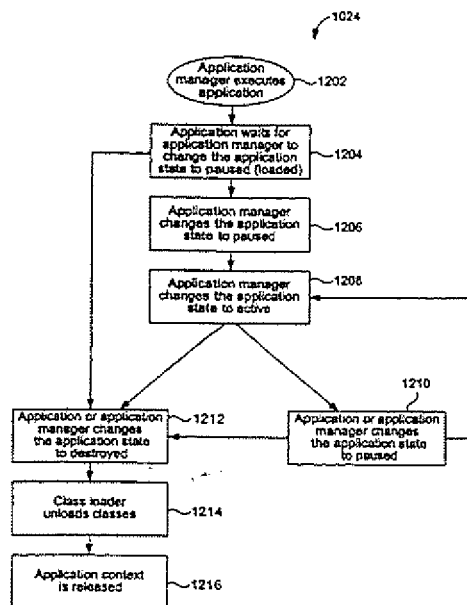 1024
Application
manager executes
application
1202
Application waits for
application manager to
change the application
state to paused (loaded)
1204
Application manager
changes the application
state to paused
1206
Application manager
changes the application
state to active
1208
Application or application
manager changes
the application state
to destroyed
1212
1210
Application or application
manager changes
the application state
to paused
Class loader
unloads classes
1214
Application context
is released
1216